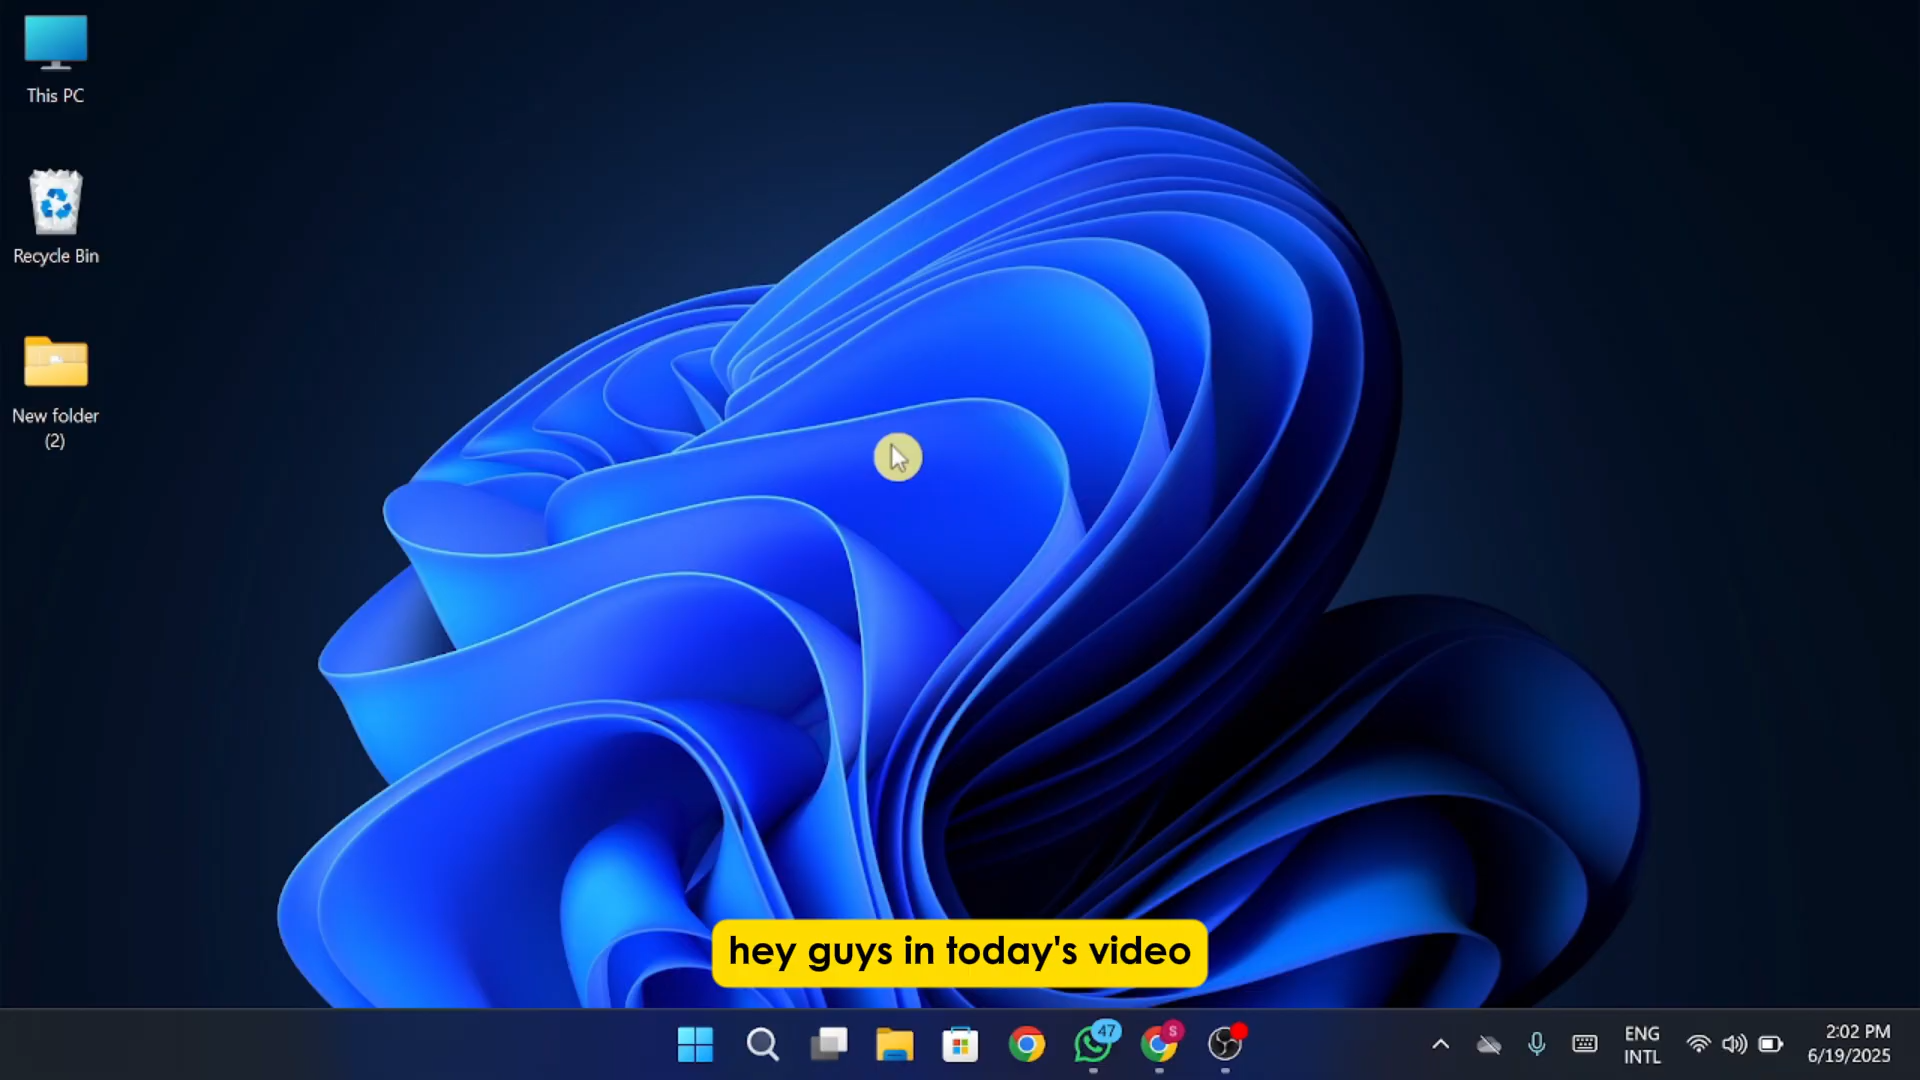 This PC
Recycle Bin
New folder
(2)
hey guys in today's video
47
S
ENG
INTL
2:02 PM
6/19/2025